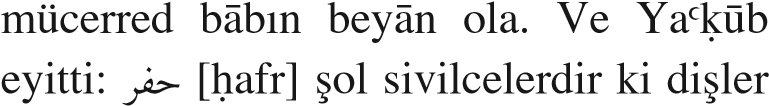 mücerred bābın beyān ola. Ve Yaʿḳūb
eyitti: حفر [ḥafr] şol sivilcelerdir ki dişler